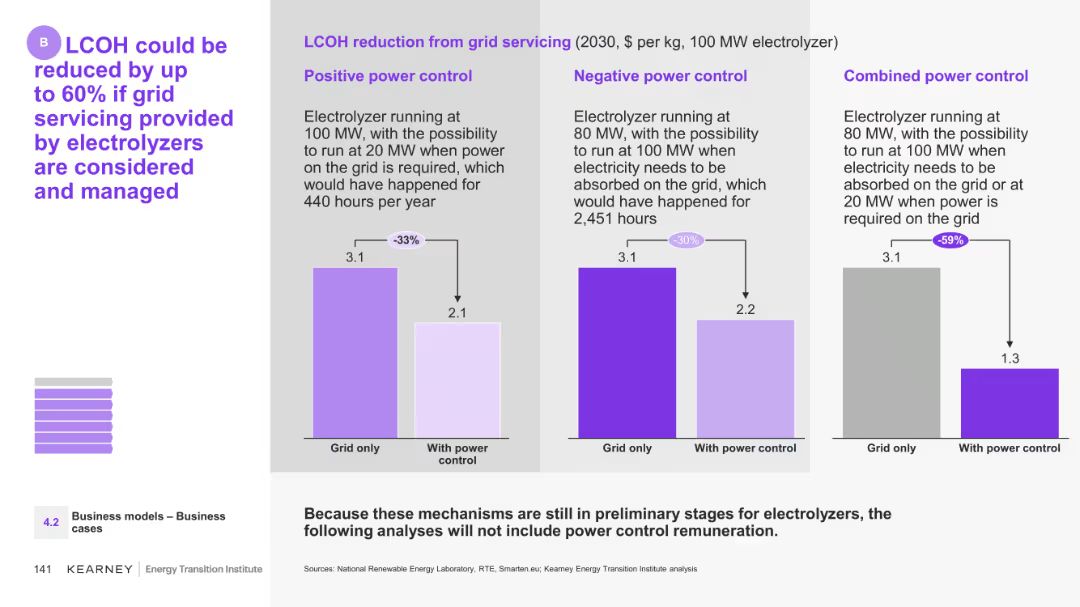 B
LCOH could be
reduced by up
to 60% if grid
servicing provided
by electrolyzers
are considered
and managed
LCOH reduction from grid servicing (2030, $ per kg, 100 MW electrolyzer)
Positive power control
Electrolyzer running at
100 MW, with the possibility
to run at 20 MW when power
on the grid is required, which
would have happened for
440 hours per year
-33%
3.1
2.1
Grid only
With power
control
Negative power control
Electrolyzer running at
80 MW, with the possibility
to run at 100 MW when
electricity needs to be
absorbed on the grid, which
would have happened for
2,451 hours
-30%
3.1
2.2
Grid only
With power control
Combined power control
Electrolyzer running at
80 MW, with the possibility
to run at 100 MW when
electricity needs to be
absorbed on the grid or at
20 MW when power is
required on the grid
-59%
3.1
1.3
Grid only
With power control
Because these mechanisms are still in preliminary stages for electrolyzers, the
following analyses will not include power control remuneration.
4.2
Business models – Business
cases
141 KEARNEY Energy Transition Institute
Sources: National Renewable Energy Laboratory, RTE, Smarten.eu; Kearney Energy Transition Institute analysis